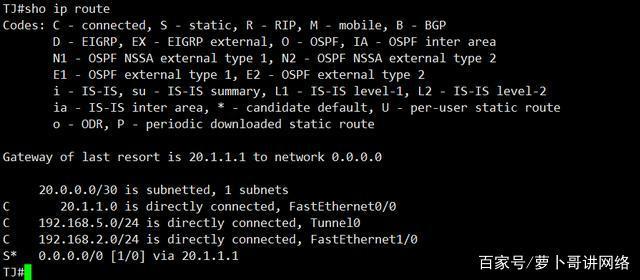 TJ#sho ip route
Codes: C - connected, S - static, R - RIP, M - mobile, B - BGP
       D - EIGRP, EX - EIGRP external, O - OSPF, IA - OSPF inter area
       N1 - OSPF NSSA external type 1, N2 - OSPF NSSA external type 2
       E1 - OSPF external type 1, E2 - OSPF external type 2
       i - IS-IS, su - IS-IS summary, L1 - IS-IS level-1, L2 - IS-IS level-2
       ia - IS-IS inter area, * - candidate default, U - per-user static route
       o - ODR, P - periodic downloaded static route
Gateway of last resort is 20.1.1.1 to network 0.0.0.0
     20.0.0.0/30 is subnetted, 1 subnets
C       20.1.1.0 is directly connected, FastEthernet0/0
C    192.168.5.0/24 is directly connected, Tunnel0
C    192.168.2.0/24 is directly connected, FastEthernet1/0
S*   0.0.0.0/0 [1/0] via 20.1.1.1
TJ#
百家号/萝卜哥讲网络